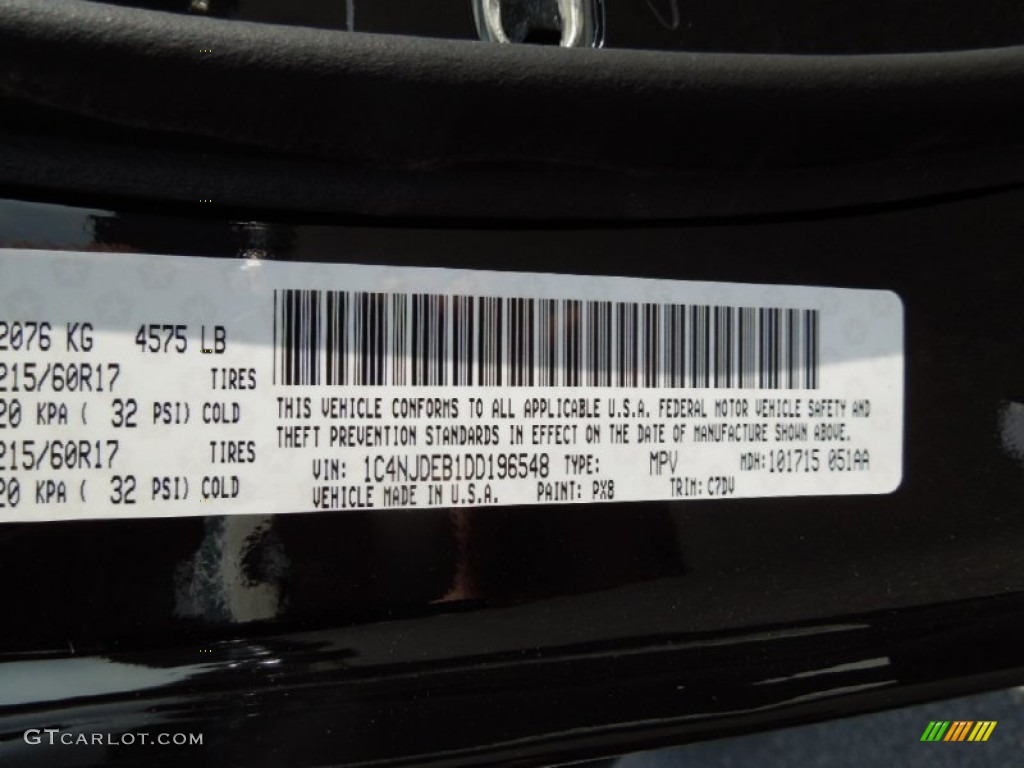 2076 KG 4575 LB
215/60R17 TIRES
20 KPA ( 32 PSI) COLD
215/60R17 TIRES
20 KPA ( 32 PSI) COLD
THIS VEHICLE CONFORMS TO ALL APPLICABLE U.S.A. FEDERAL MOTOR VEHICLE SAFETY AND
THEFT PREVENTION STANDARDS IN EFFECT ON THE DATE OF MANUFACTURE SHOWN ABOVE.
VIN: 1C4NJDEB1DD196548 TYPE: MPV MDH:101715 051AA
VEHICLE MADE IN U.S.A. PAINT: PX8 TRIM: C7DV
GTCARLOT.COM